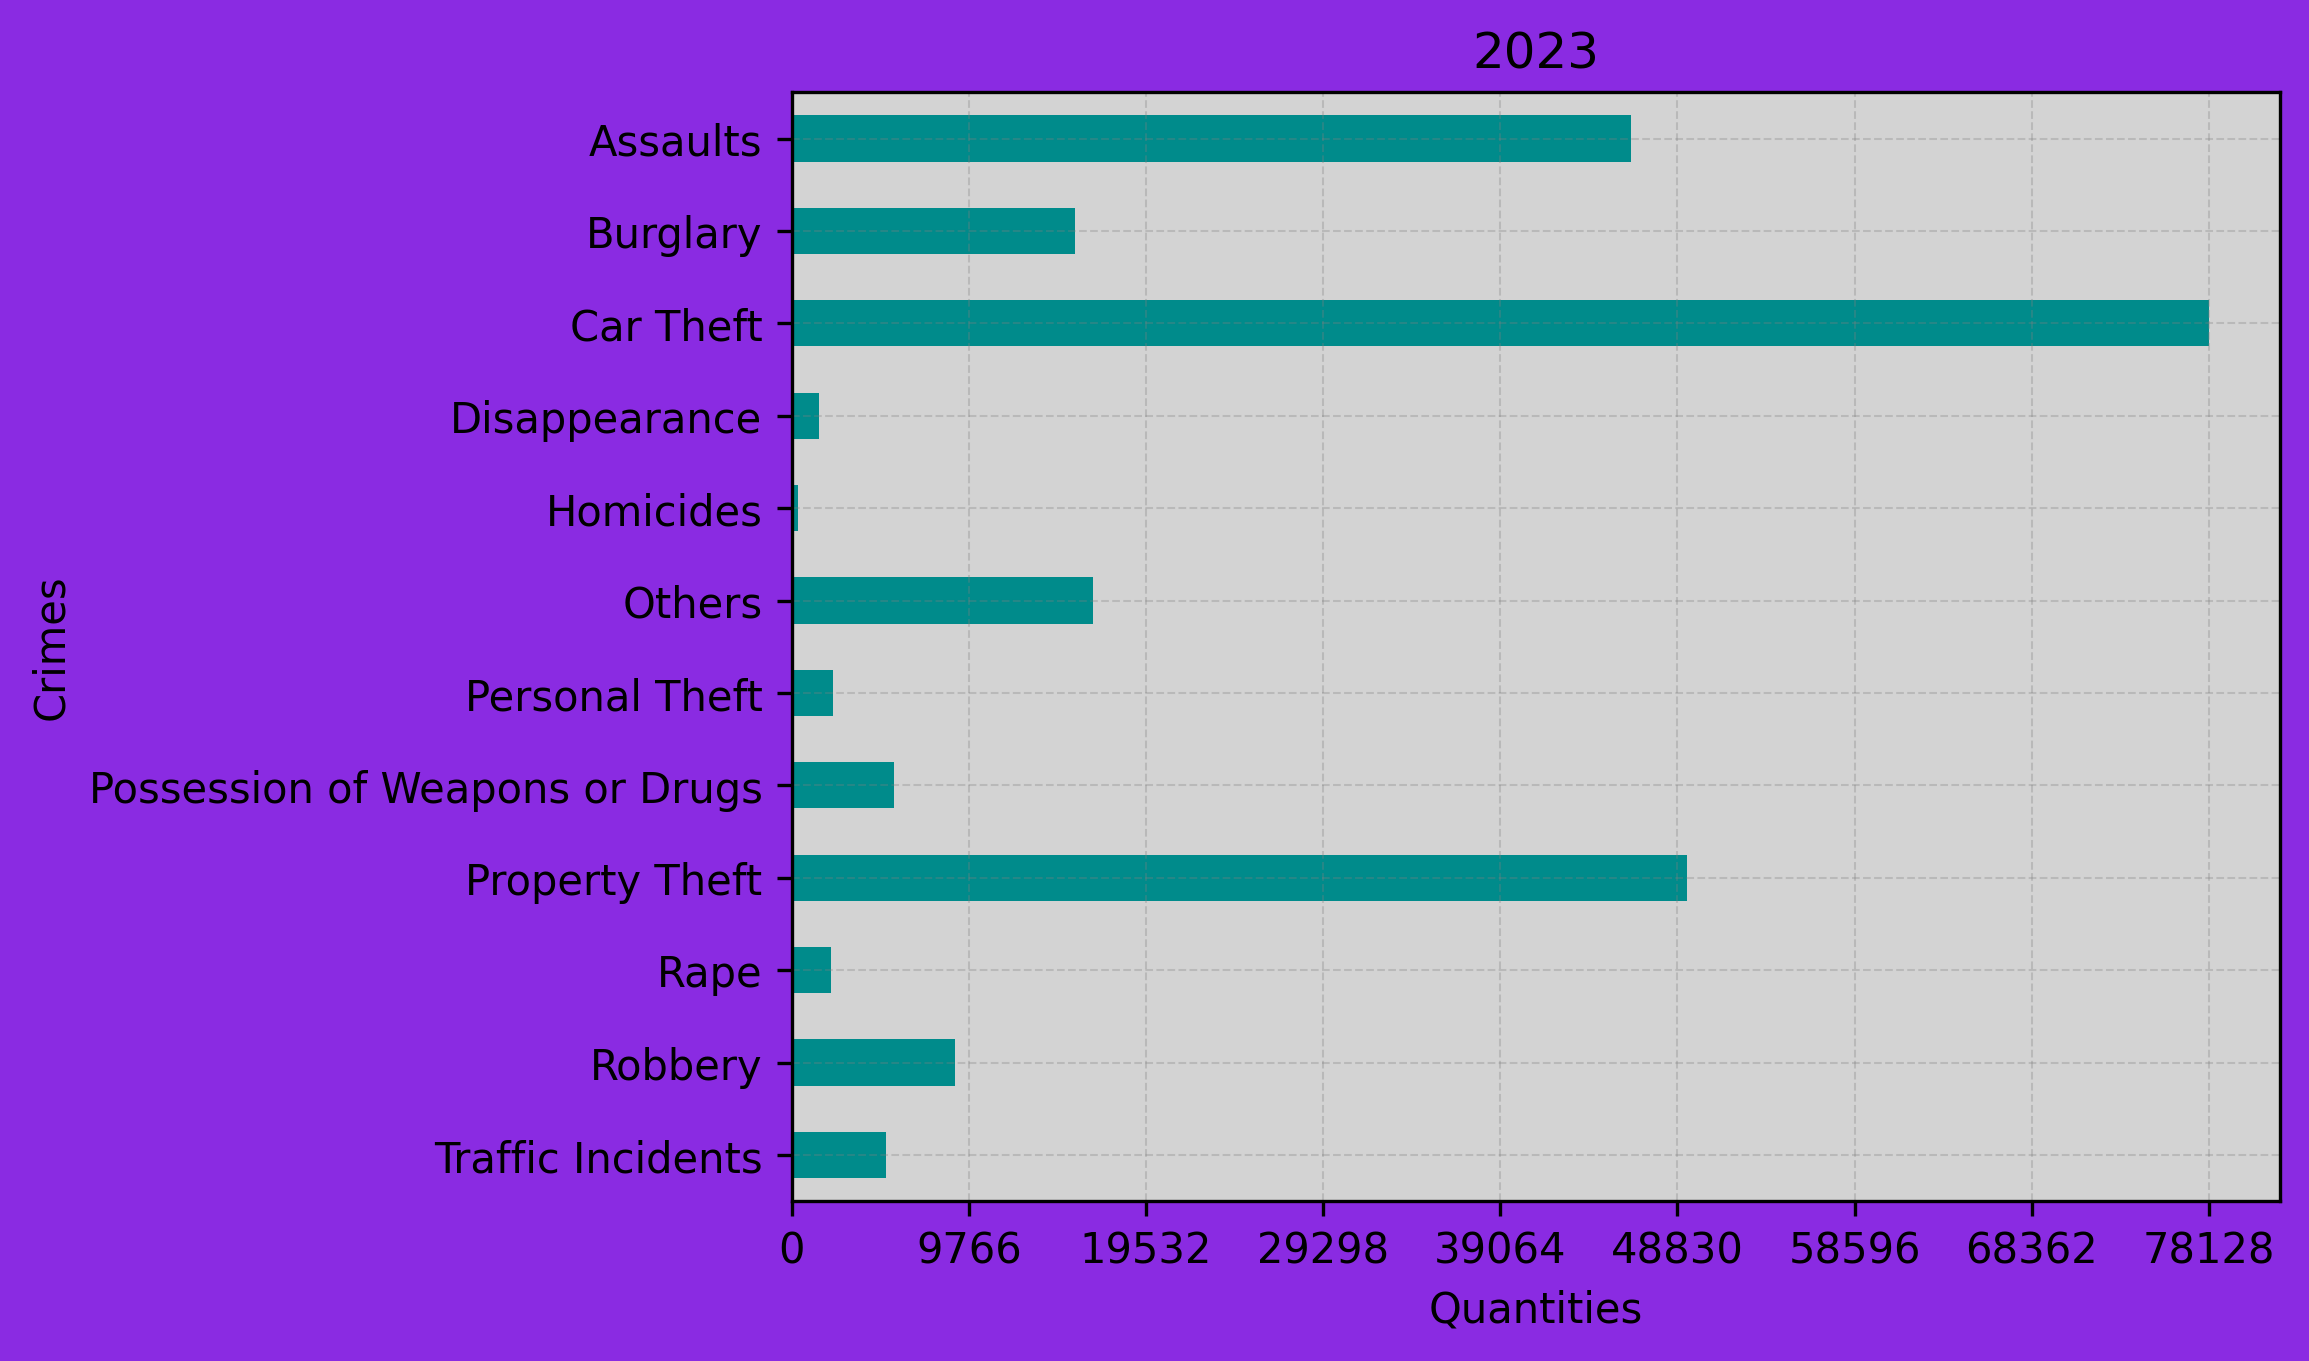 2023
Assaults
Burglary
Car Theft
Disappearance
Homicides
Others
Personal Theft
Possession of Weapons or Drugs
Property Theft
Rape
Robbery
Traffic Incidents
Crimes
0 9766 19532 29298 39064 48830 58596 68362 78128
Quantities